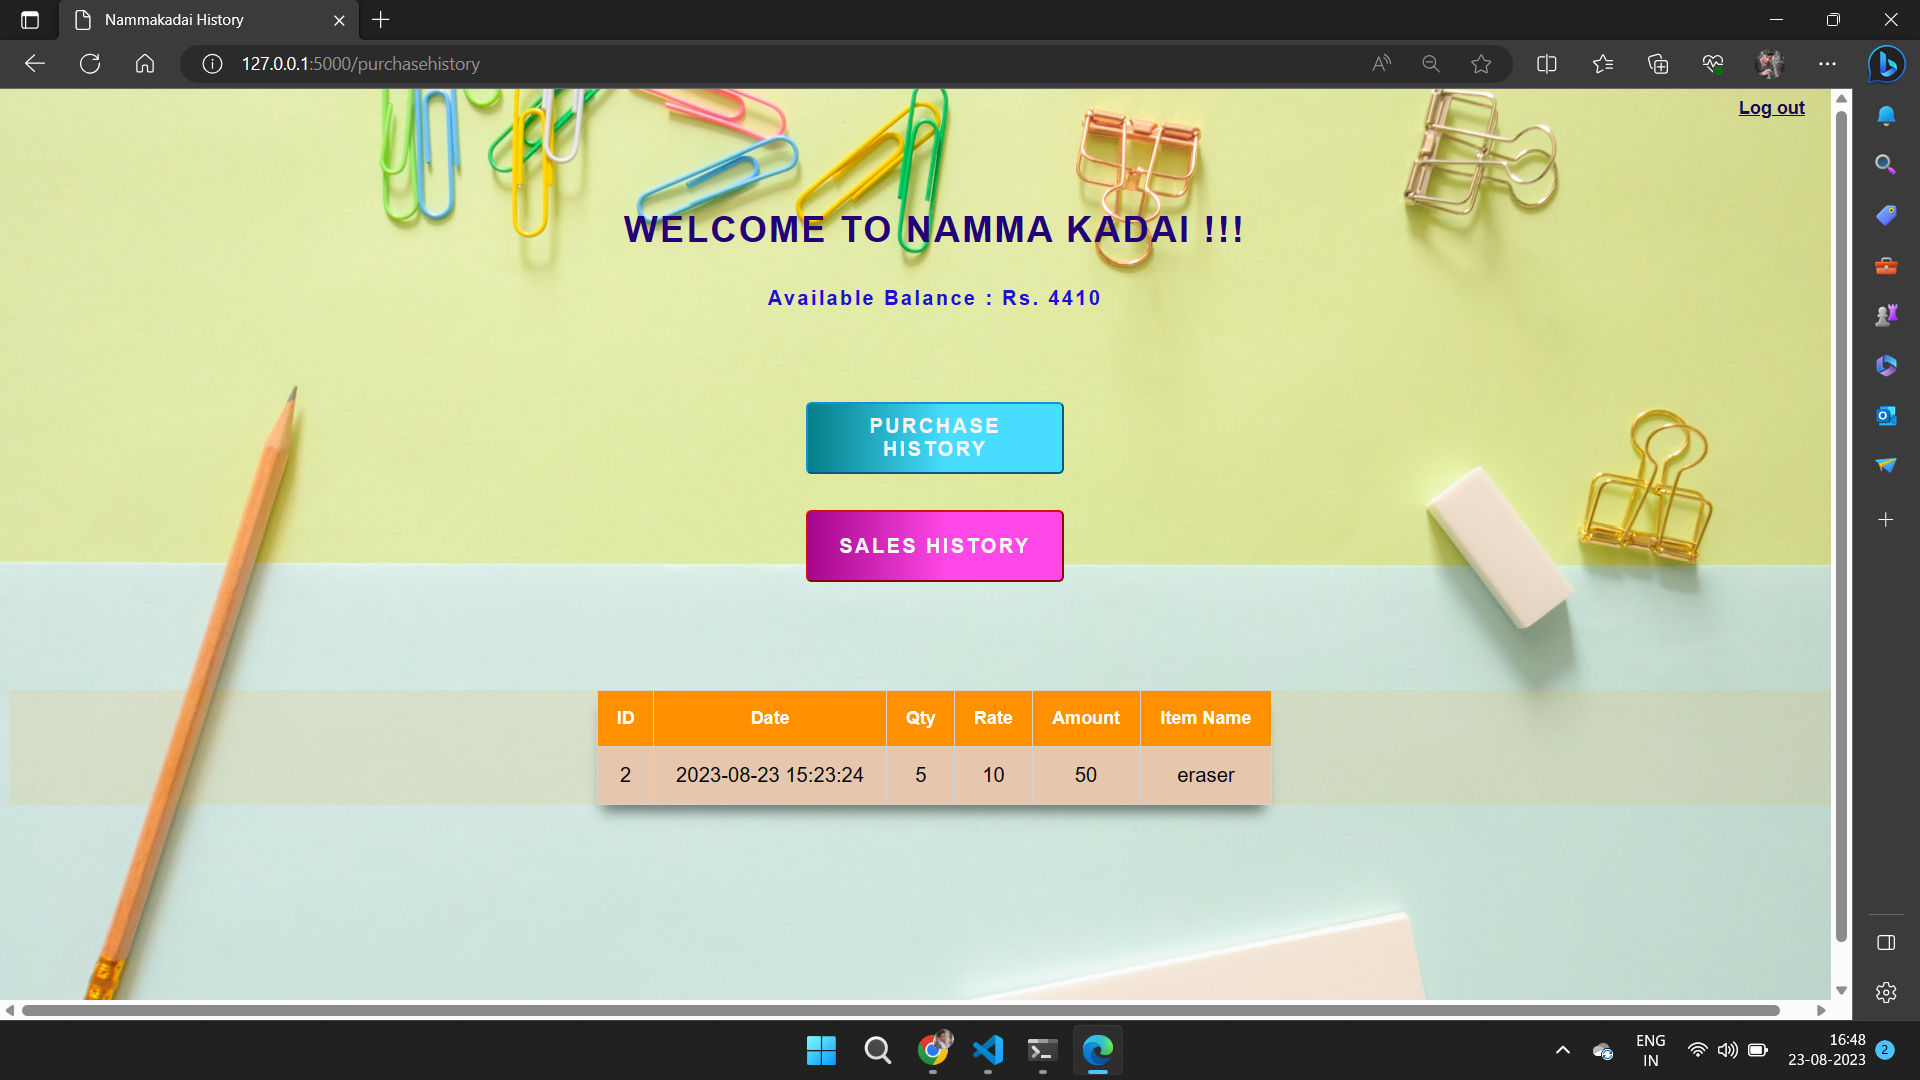 Nammakadai History
127.0.0.1:5000/purchasehistory
Log out
WELCOME TO NAMMA KADAI !!!
Available Balance : Rs. 4410
PURCHASE
HISTORY
SALES HISTORY
ID Date Qty Rate Amount Item Name
2 2023-08-23 15:23:24 5 10 50 eraser
ENG
IN
16:48
23-08-2023
2